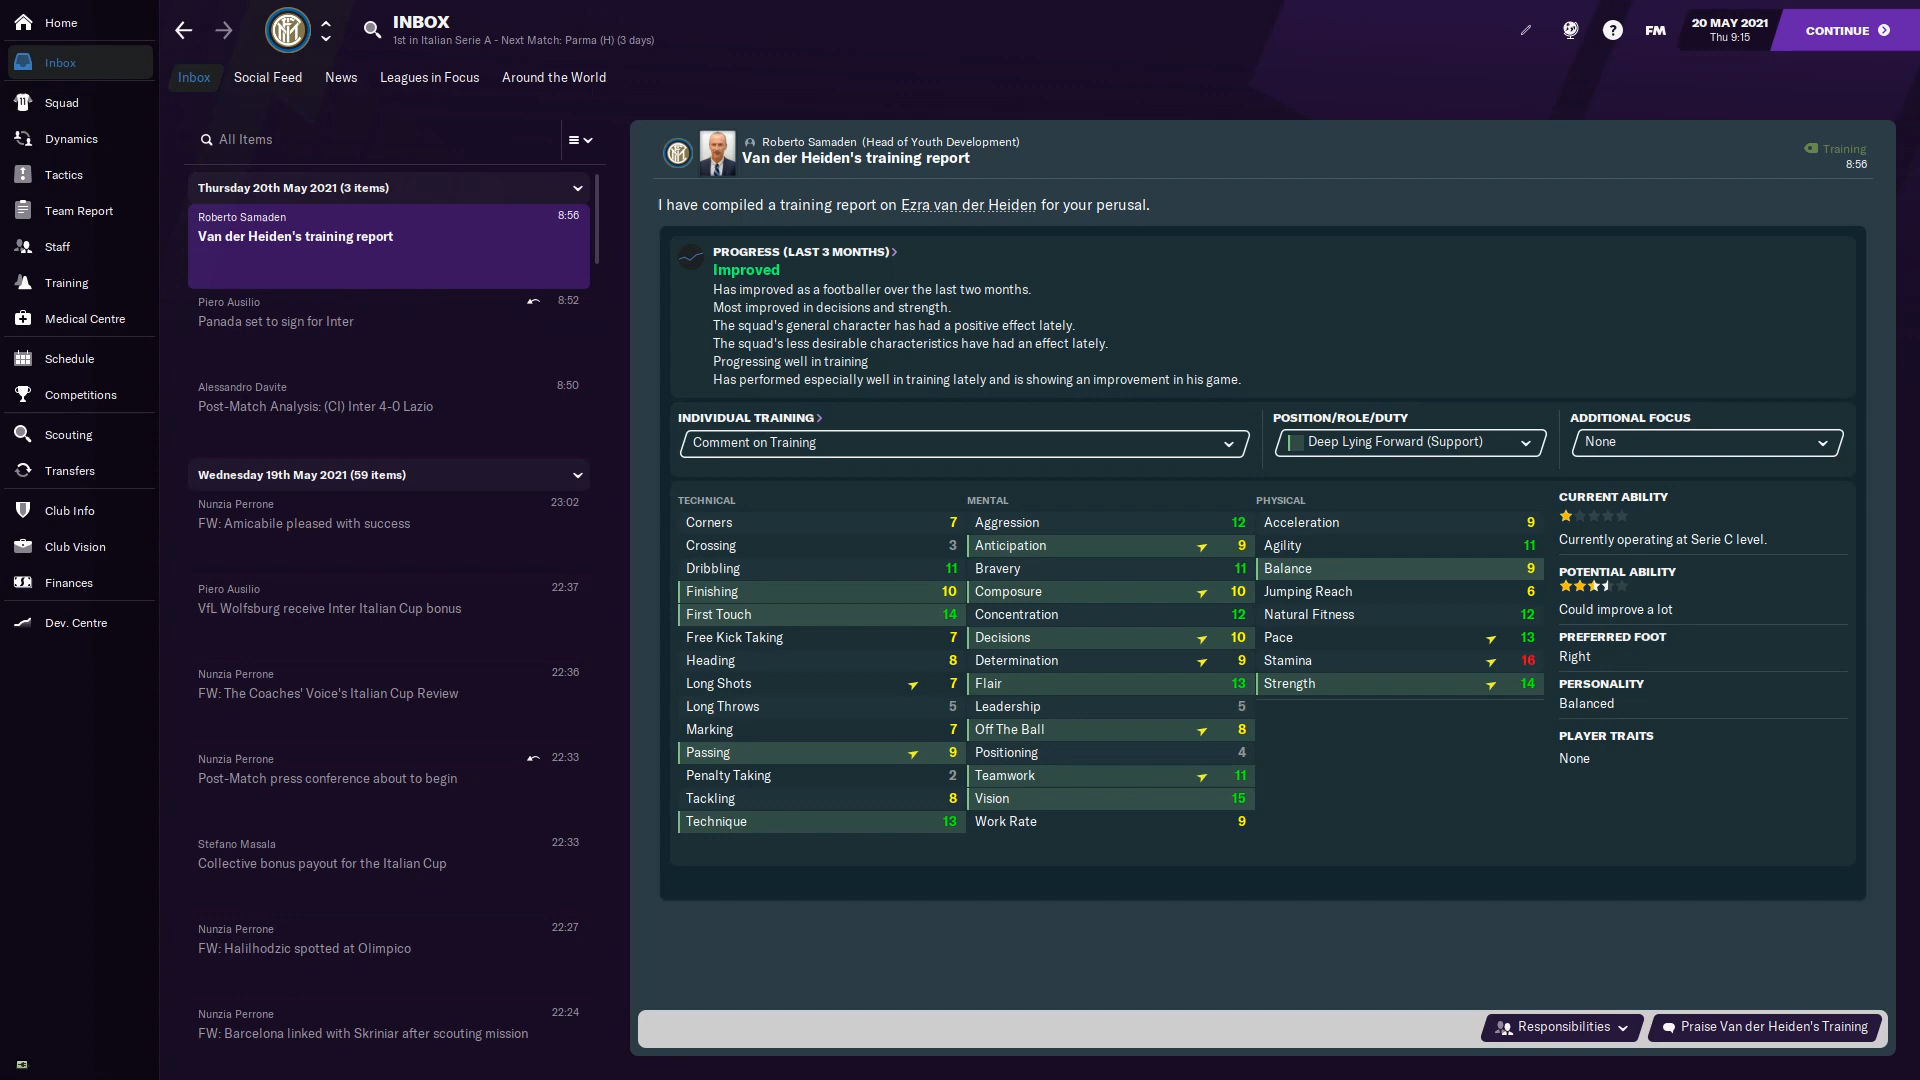 Home
Inbox
Squad
Dynamics
Tactics
Team Report
Staff
Training
Medical Centre
Schedule
Competitions
Scouting
Transfers
Club Info
Club Vision
Finances
Dev. Centre
INBOX
1st in Italian Serie A - Next Match: Parma (H) (3 days)
FM
20 MAY 2021
Thu 9:15
CONTINUE
Inbox Social Feed News Leagues in Focus Around the World
All Items
Thursday 20th May 2021 (3 items)
Roberto Samaden 8:56
Van der Heiden's training report
Piero Ausilio 8:52
Panada set to sign for Inter
Alessandro Davite 8:50
Post-Match Analysis: (CI) Inter 4-0 Lazio
Wednesday 19th May 2021 (59 items)
Nunzia Perrone 23:02
FW: Amicabile pleased with success
Piero Ausilio 22:37
VfL Wolfsburg receive Inter Italian Cup bonus
Nunzia Perrone 22:36
FW: The Coaches' Voice's Italian Cup Review
Nunzia Perrone 22:33
Post-Match press conference about to begin
Stefano Masala 22:33
Collective bonus payout for the Italian Cup
Nunzia Perrone 22:27
FW: Halilhodzic spotted at Olimpico
Nunzia Perrone 22:24
FW: Barcelona linked with Skriniar after scouting mission
Roberto Samaden (Head of Youth Development)
Van der Heiden's training report
Training
8:56
I have compiled a training report on Ezra van der Heiden for your perusal.
PROGRESS (LAST 3 MONTHS)
Improved
Has improved as a footballer over the last two months.
Most improved in decisions and strength.
The squad's general character has had a positive effect lately.
The squad's less desirable characteristics have had an effect lately.
Progressing well in training
Has performed especially well in training lately and is showing an improvement in his game.
INDIVIDUAL TRAINING
Comment on Training
POSITION/ROLE/DUTY
Deep Lying Forward (Support)
ADDITIONAL FOCUS
None
TECHNICAL
Corners 7
Crossing 3
Dribbling 11
Finishing 10
First Touch 14
Free Kick Taking 7
Heading 8
Long Shots 7
Long Throws 5
Marking 7
Passing 9
Penalty Taking 2
Tackling 8
Technique 13
MENTAL
Aggression 12
Anticipation 9
Bravery 11
Composure 10
Concentration 12
Decisions 10
Determination 9
Flair 13
Leadership 5
Off The Ball 8
Positioning 4
Teamwork 11
Vision 15
Work Rate 9
PHYSICAL
Acceleration 9
Agility 11
Balance 9
Jumping Reach 6
Natural Fitness 12
Pace 13
Stamina 16
Strength 14
CURRENT ABILITY
Currently operating at Serie C level.
POTENTIAL ABILITY
Could improve a lot
PREFERRED FOOT
Right
PERSONALITY
Balanced
PLAYER TRAITS
None
Responsibilities
Praise Van der Heiden's Training